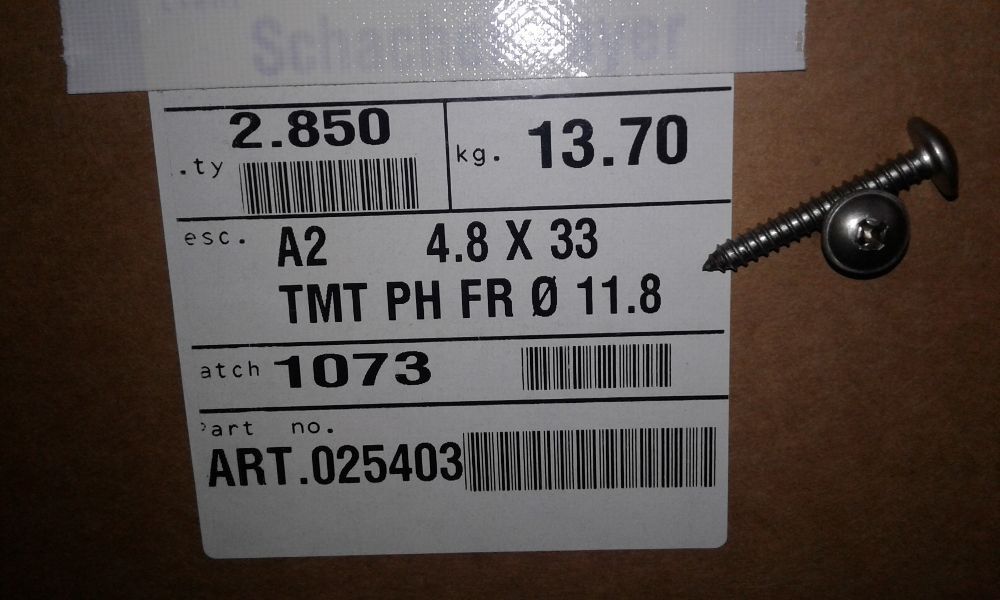 2.850
.ty
kg. 13.70
esc. A2 4.8 X 33
TMT PH FR Ø 11.8
atch 1073
art no.
ART.025403